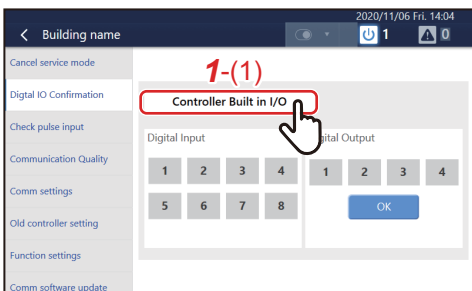 2020/11/06 Fri. 14:04
Building name
1
0
Cancel service mode
Digtal IO Confirmation
Check pulse input
Communication Quality
Comm settings
Old controller setting
Function settings
Comm software update
1-(1)
Controller Built in I/O
Digital Input
1 2 3 4
5 6 7 8
gital Output
1 2 3 4
OK